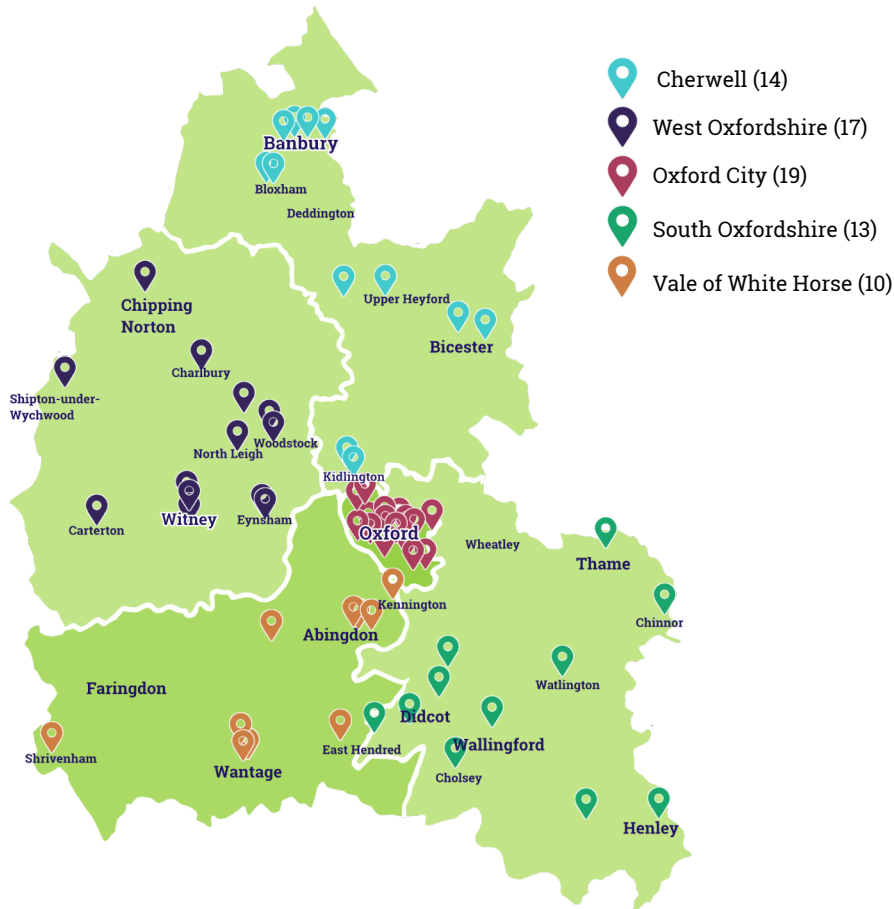 Cherwell (14)
West Oxfordshire (17)
Oxford City (19)
South Oxfordshire (13)
Vale of White Horse (10)
Banbury
Bloxham
Deddington
Chipping
Norton
Upper Heyford
Bicester
Charlbury
Shipton-under-
Wychwood
North Leigh
Woodstock
Kidlington
Carterton
Witney
Eynsham
Oxford
Wheatley
Thame
Kennington
Chinnor
Abingdon
Faringdon
Watlington
Didcot
Shrivenham
East Hendred
Wallingford
Wantage
Cholsey
Henley